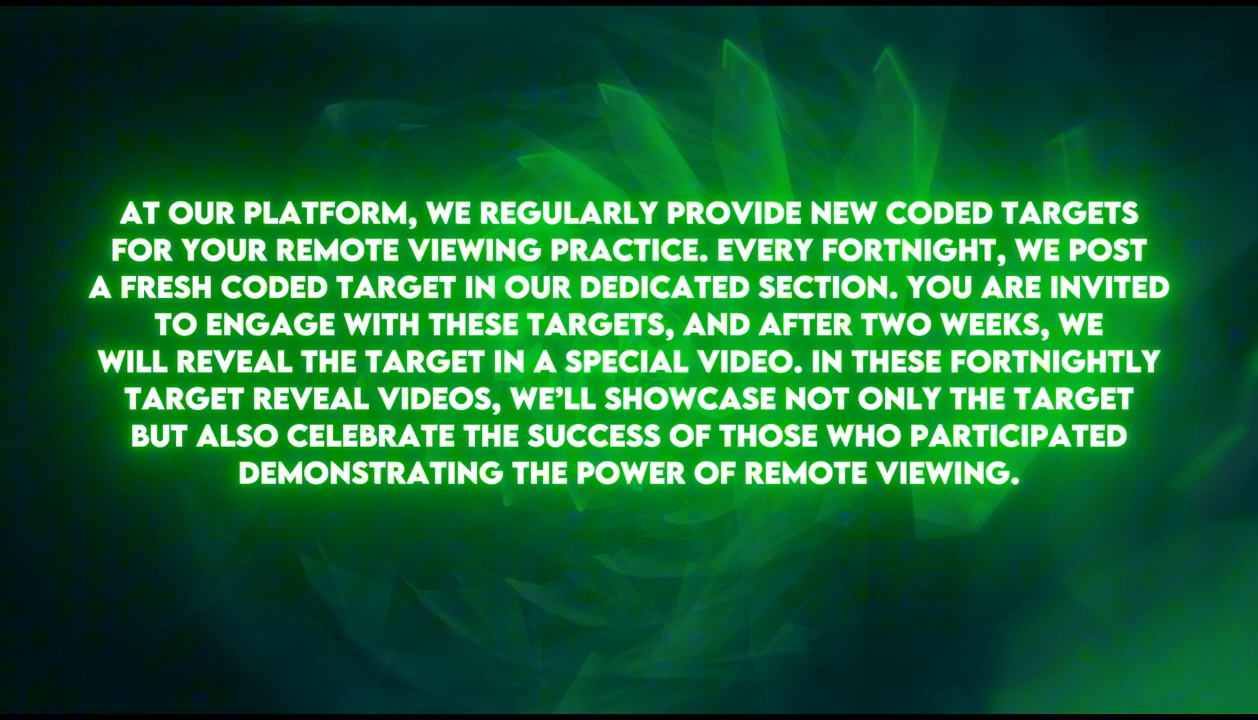 AT OUR PLATFORM, WE REGULARLY PROVIDE NEW CODED TARGETS
FOR YOUR REMOTE VIEWING PRACTICE. EVERY FORTNIGHT, WE POST
A FRESH CODED TARGET IN OUR DEDICATED SECTION. YOU ARE INVITED
TO ENGAGE WITH THESE TARGETS, AND AFTER TWO WEEKS, WE
WILL REVEAL THE TARGET IN A SPECIAL VIDEO. IN THESE FORTNIGHTLY
TARGET REVEAL VIDEOS, WE'LL SHOWCASE NOT ONLY THE TARGET
BUT ALSO CELEBRATE THE SUCCESS OF THOSE WHO PARTICIPATED
DEMONSTRATING THE POWER OF REMOTE VIEWING.